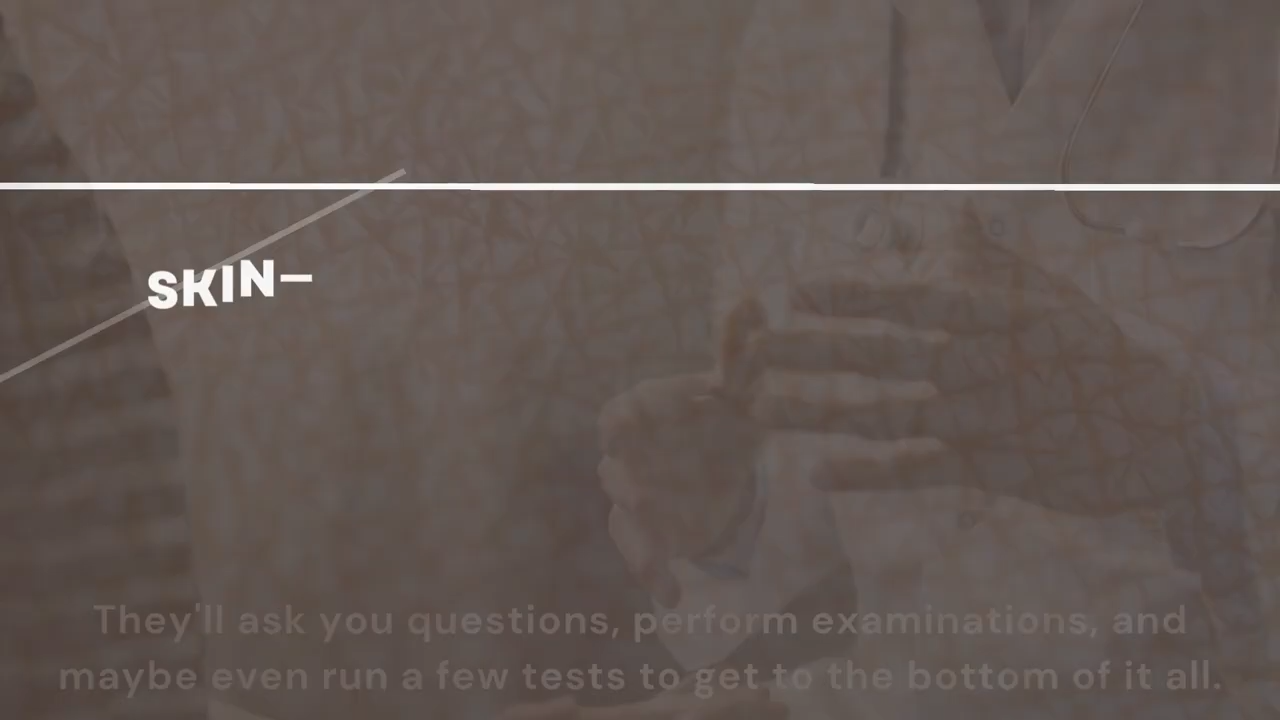 SKIN–
They'll ask you questions, perform examinations, and
maybe even run a few tests to get to the bottom of it all.